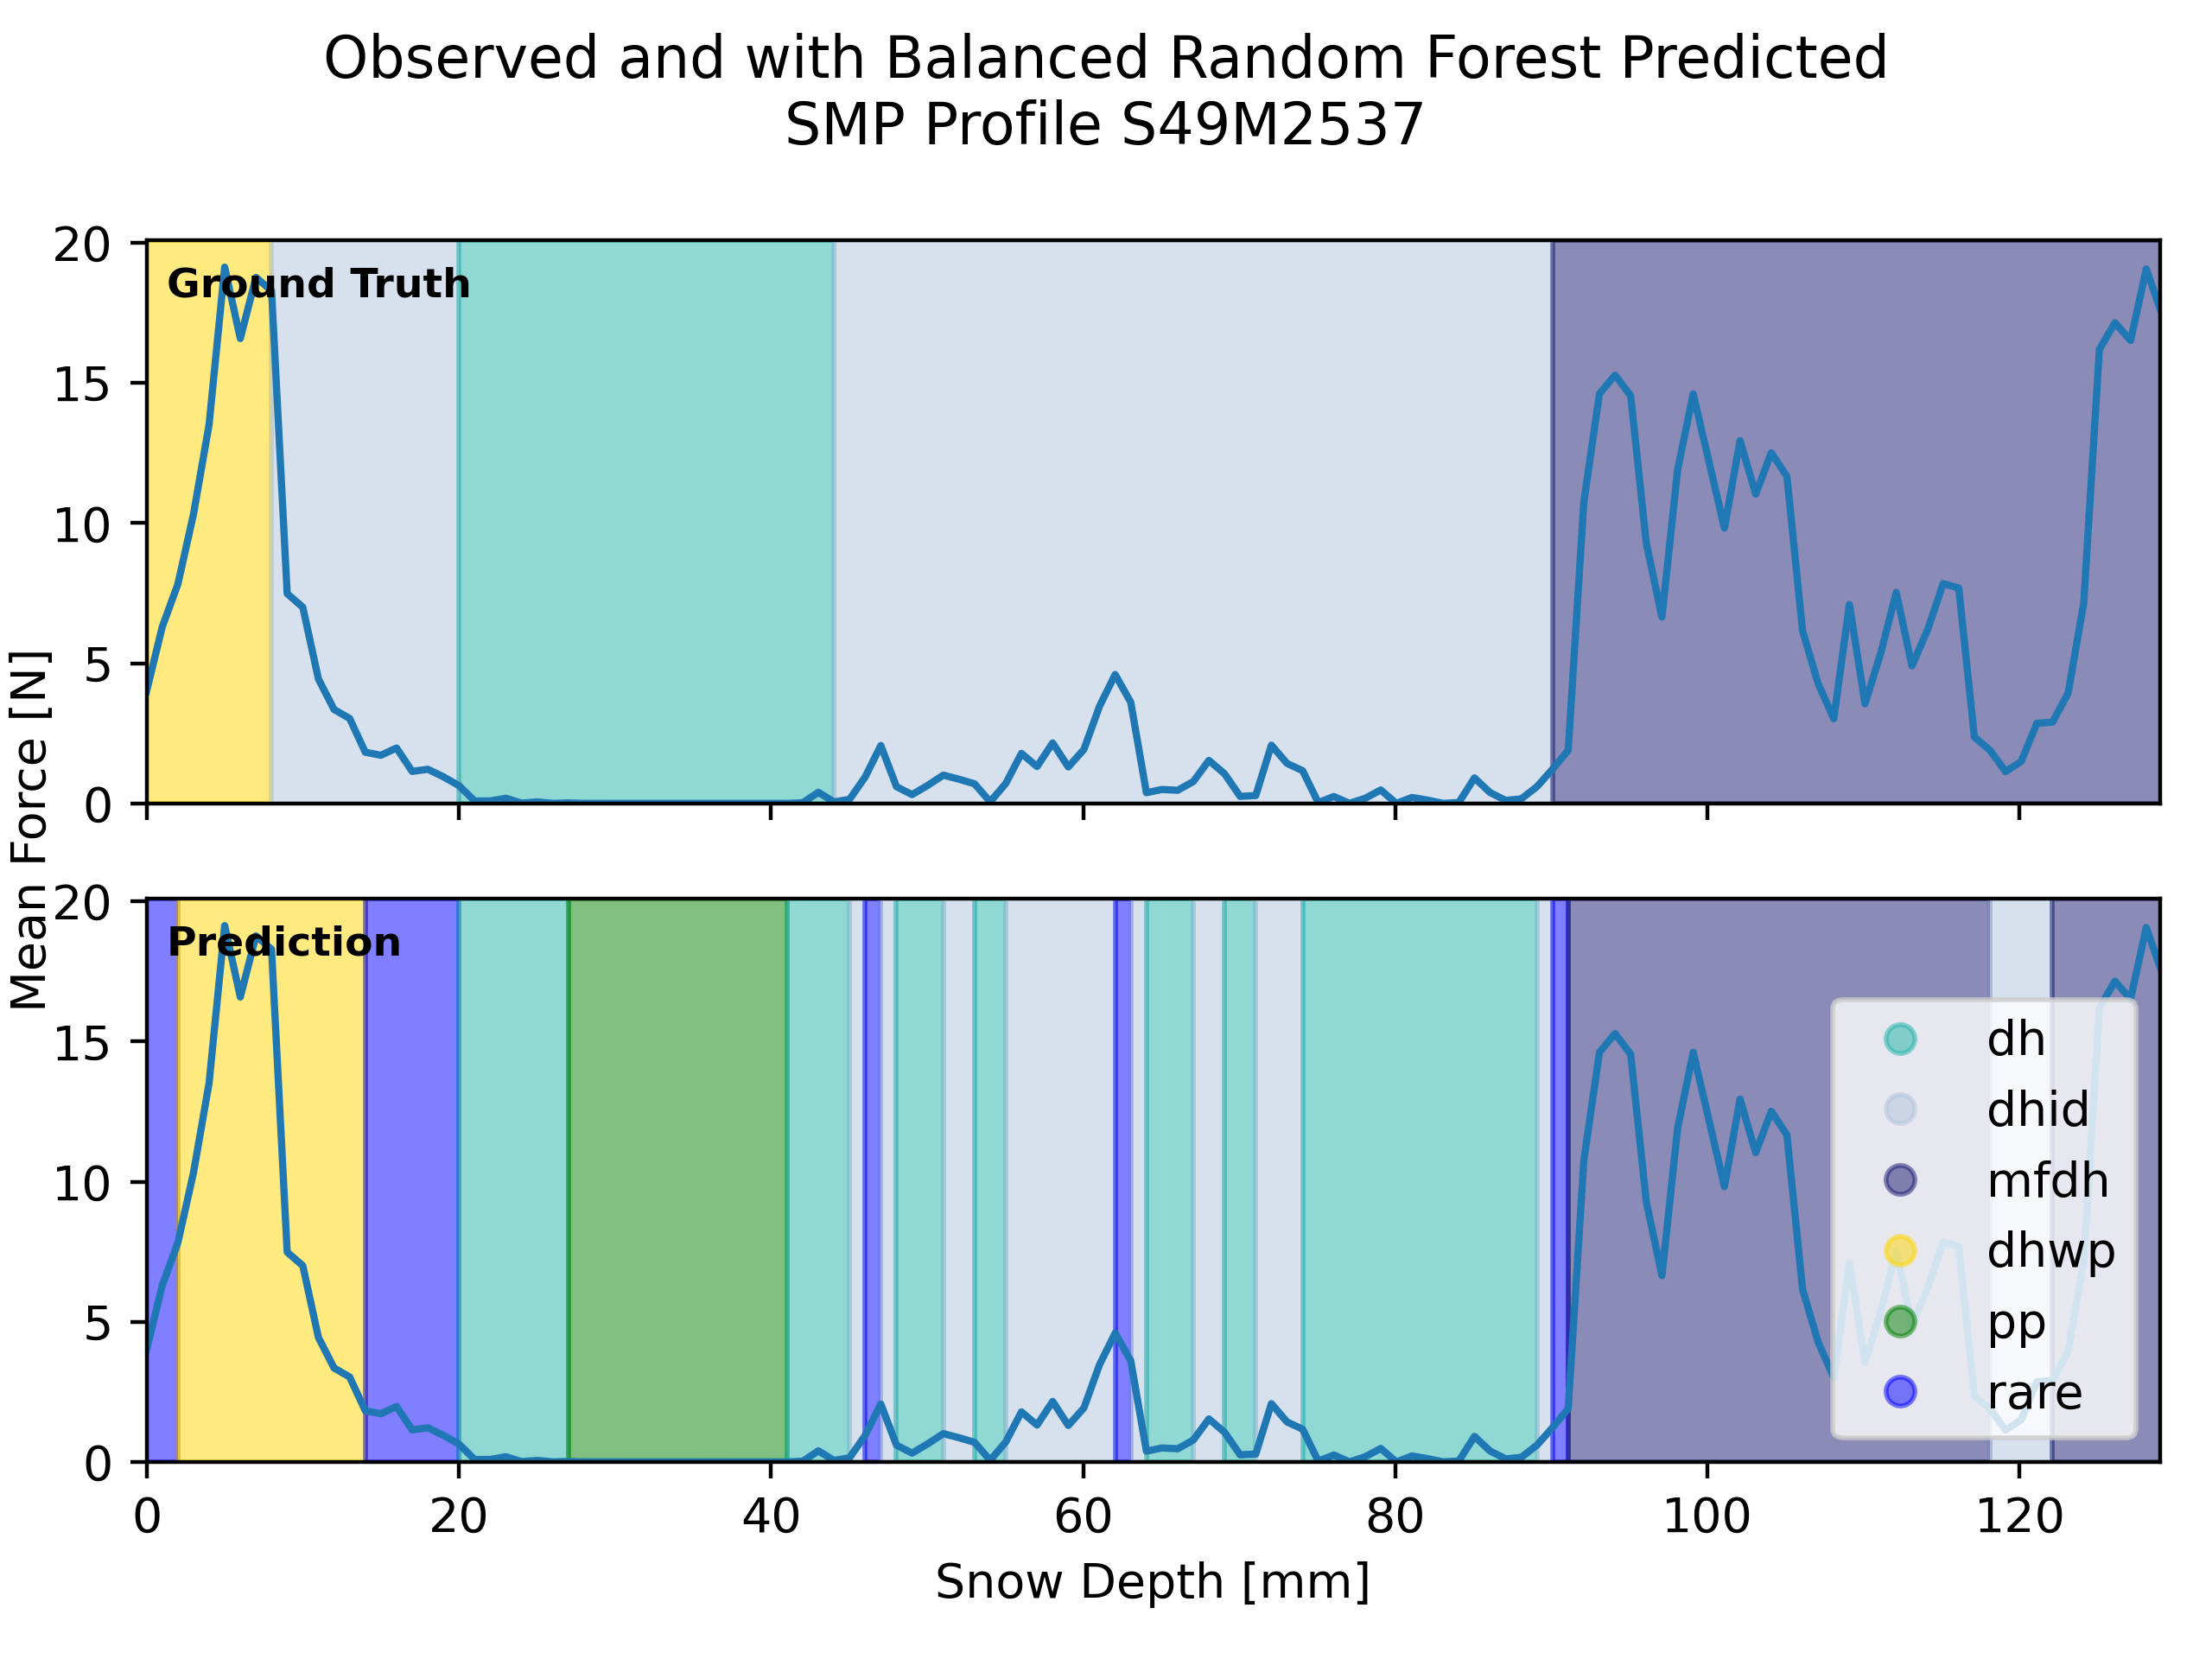 Observed and with Balanced Random Forest Predicted
SMP Profile S49M2537
20
15
10
5
0
Ground Truth
Mean Force [N]
20
15
10
5
0
Prediction
dh
dhid
mfdh
dhwp
pp
rare
0
20
40
60
80
100
120
Snow Depth [mm]